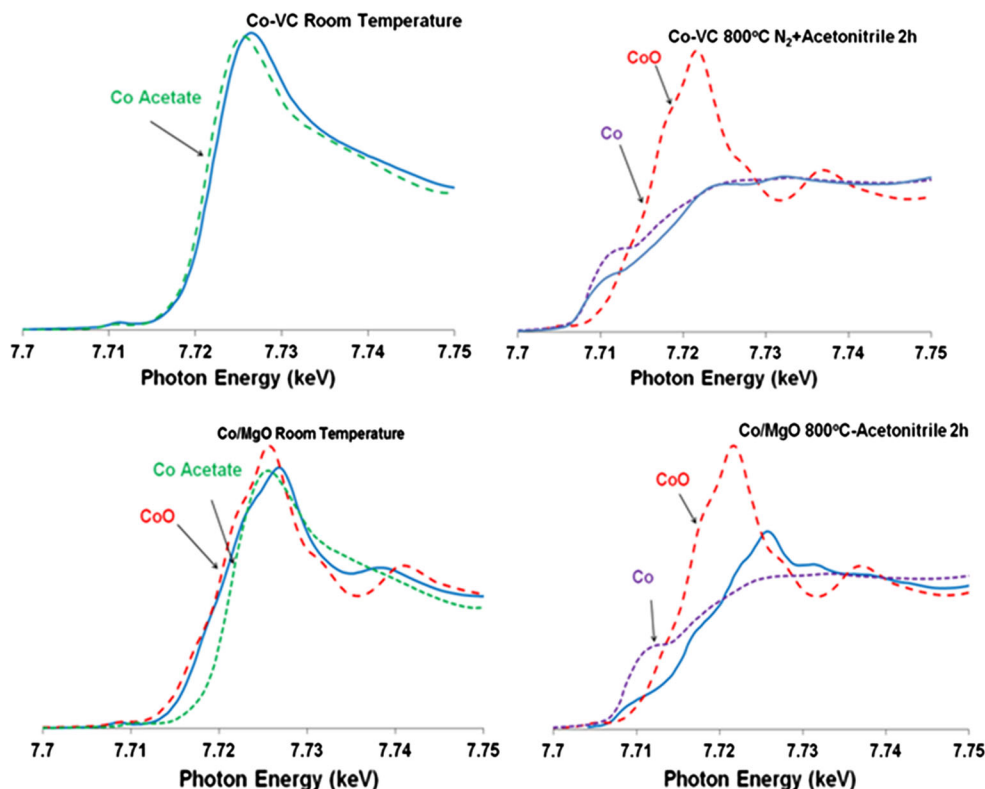 Co-VC Room Temperature
Co Acetate
7.7 7.71 7.72 7.73 7.74 7.75
Photon Energy (keV)
Co-VC 800ºC N₂+Acetonitrile 2h
CoO
Co
7.7 7.71 7.72 7.73 7.74 7.75
Photon Energy (keV)
Co/MgO Room Temperature
Co Acetate
CoO
7.7 7.71 7.72 7.73 7.74 7.75
Photon Energy (keV)
Co/MgO 800ºC-Acetonitrile 2h
CoO
Co
7.7 7.71 7.72 7.73 7.74 7.75
Photon Energy (keV)